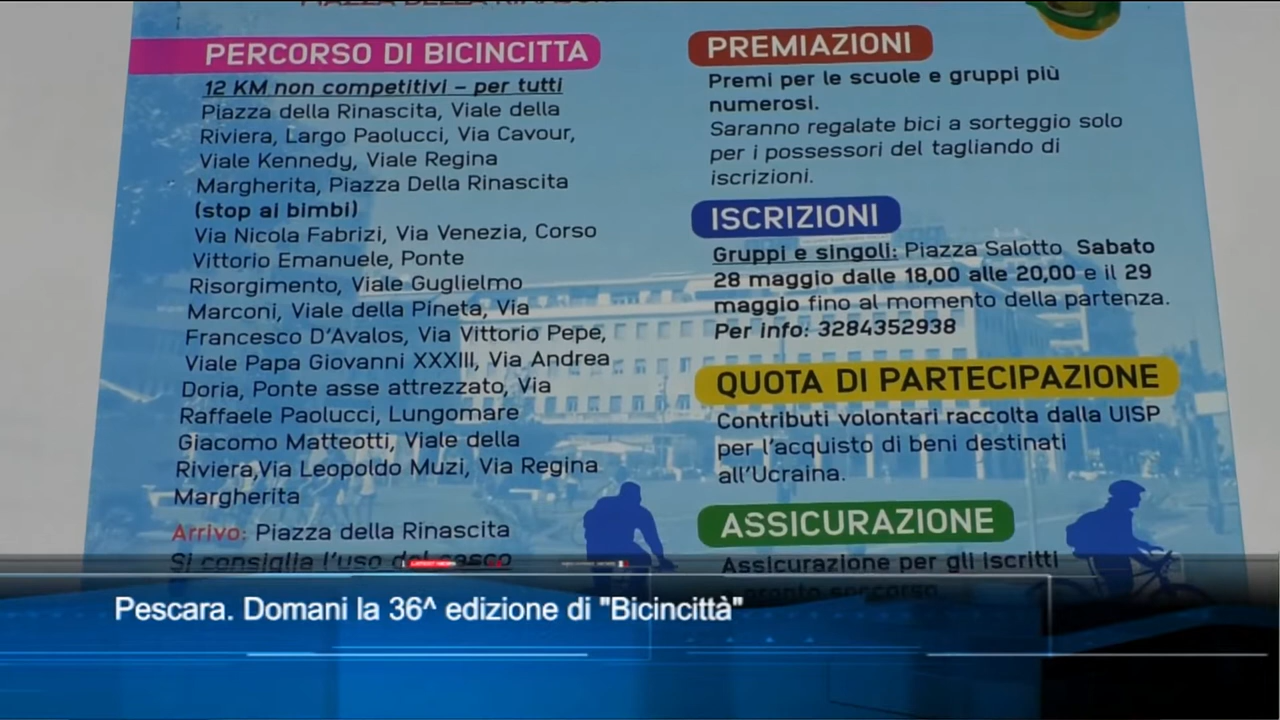 PERCORSO DI BICINCITTA
12 KM non competitivi – per tutti
Piazza della Rinascita, Viale della
Riviera, Largo Paolucci, Via Cavour,
Viale Kennedy, Viale Regina
Margherita, Piazza Della Rinascita
(stop ai bimbi)
Via Nicola Fabrizi, Via Venezia, Corso
Vittorio Emanuele, Ponte
Risorgimento, Viale Guglielmo
Marconi, Viale della Pineta, Via
Francesco D'Avalos, Via Vittorio Pepe,
Viale Papa Giovanni XXXIII, Via Andrea
Doria, Ponte asse attrezzato, Via
Raffaele Paolucci, Lungomare
Giacomo Matteotti, Viale della
Riviera,Via Leopoldo Muzi, Via Regina
Margherita
Arrivo: Piazza della Rinascita
Si consiglia l'uso del casco
PREMIAZIONI
Premi per le scuole e gruppi più
numerosi.
Saranno regalate bici a sorteggio solo
per i possessori del tagliando di
iscrizioni.
ISCRIZIONI
Gruppi e singoli: Piazza Salotto Sabato
28 maggio dalle 18,00 alle 20,00 e il 29
maggio fino al momento della partenza.
Per info: 3284352938
QUOTA DI PARTECIPAZIONE
Contributi volontari raccolta dalla UISP
per l'acquisto di beni destinati
all'Ucraina.
ASSICURAZIONE
Assicurazione per gli iscritti
pronto soccorso
LATEST NEWS
Pescara. Domani la 36^ edizione di "Bicincittà"